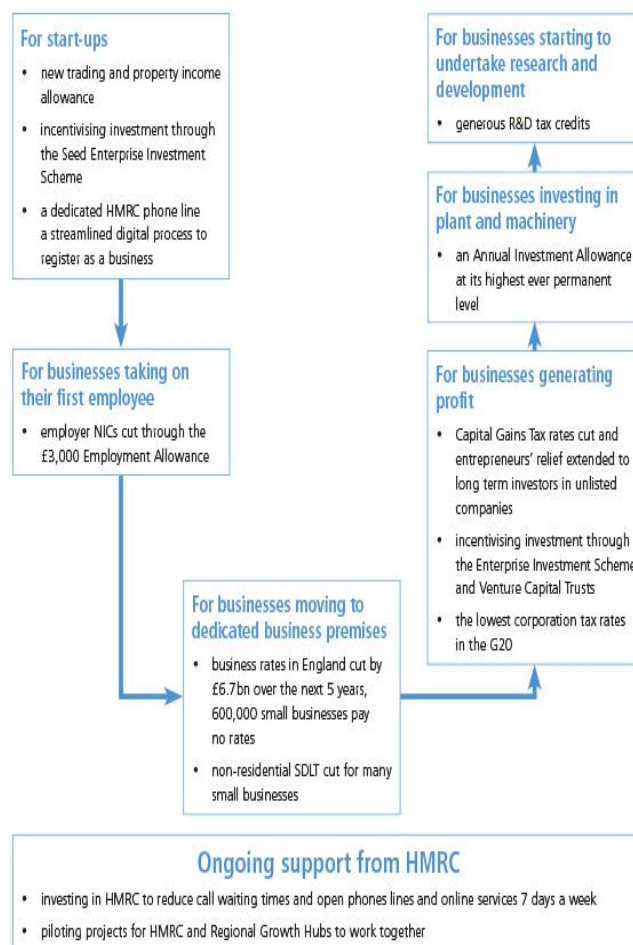 For start-ups
• new trading and property income
allowance
• incentivising investment through
the Seed Enterprise Investment
Scheme
• a dedicated HMRC phone line
a streamlined digital process to
register as a business
For businesses taking on
their first employee
• employer NICs cut through the
£3,000 Employment Allowance
For businesses moving to
dedicated business premises
• business rates in England cut by
£6.7bn over the next 5 years,
600,000 small businesses pay
no rates
• non-residential SDLT cut for many
small businesses
For businesses generating
profit
• Capital Gains Tax rates cut and
entrepreneurs' relief extended to
long term investors in unlisted
companies
• incentivising investment through
the Enterprise Investment Scheme
and Venture Capital Trusts
• the lowest corporation tax rates
in the G20
For businesses investing in
plant and machinery
• an Annual Investment Allowance
at its highest ever permanent
level
For businesses starting to
undertake research and
development
• generous R&D tax credits
Ongoing support from HMRC
• investing in HMRC to reduce call waiting times and open phones lines and online services 7 days a week
• piloting projects for HMRC and Regional Growth Hubs to work together